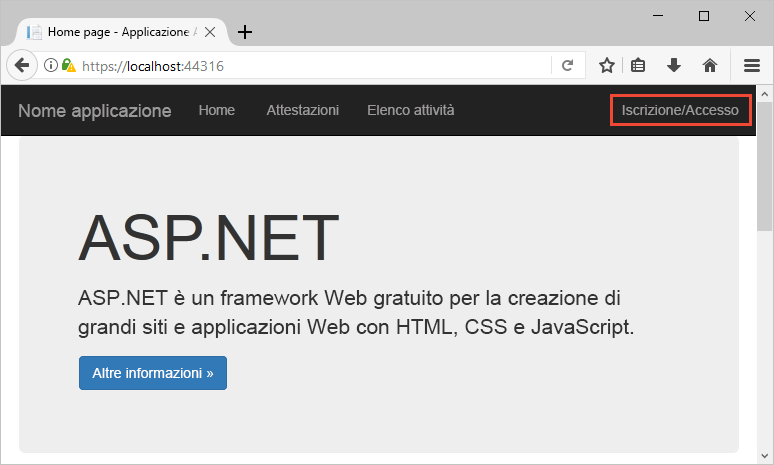 Home page - Applicazione A
https://localhost:44316
Nome applicazione Home Attestazioni Elenco attività Iscrizione/Accesso
ASP.NET
ASP.NET è un framework Web gratuito per la creazione di
grandi siti e applicazioni Web con HTML, CSS e JavaScript.
Altre informazioni »